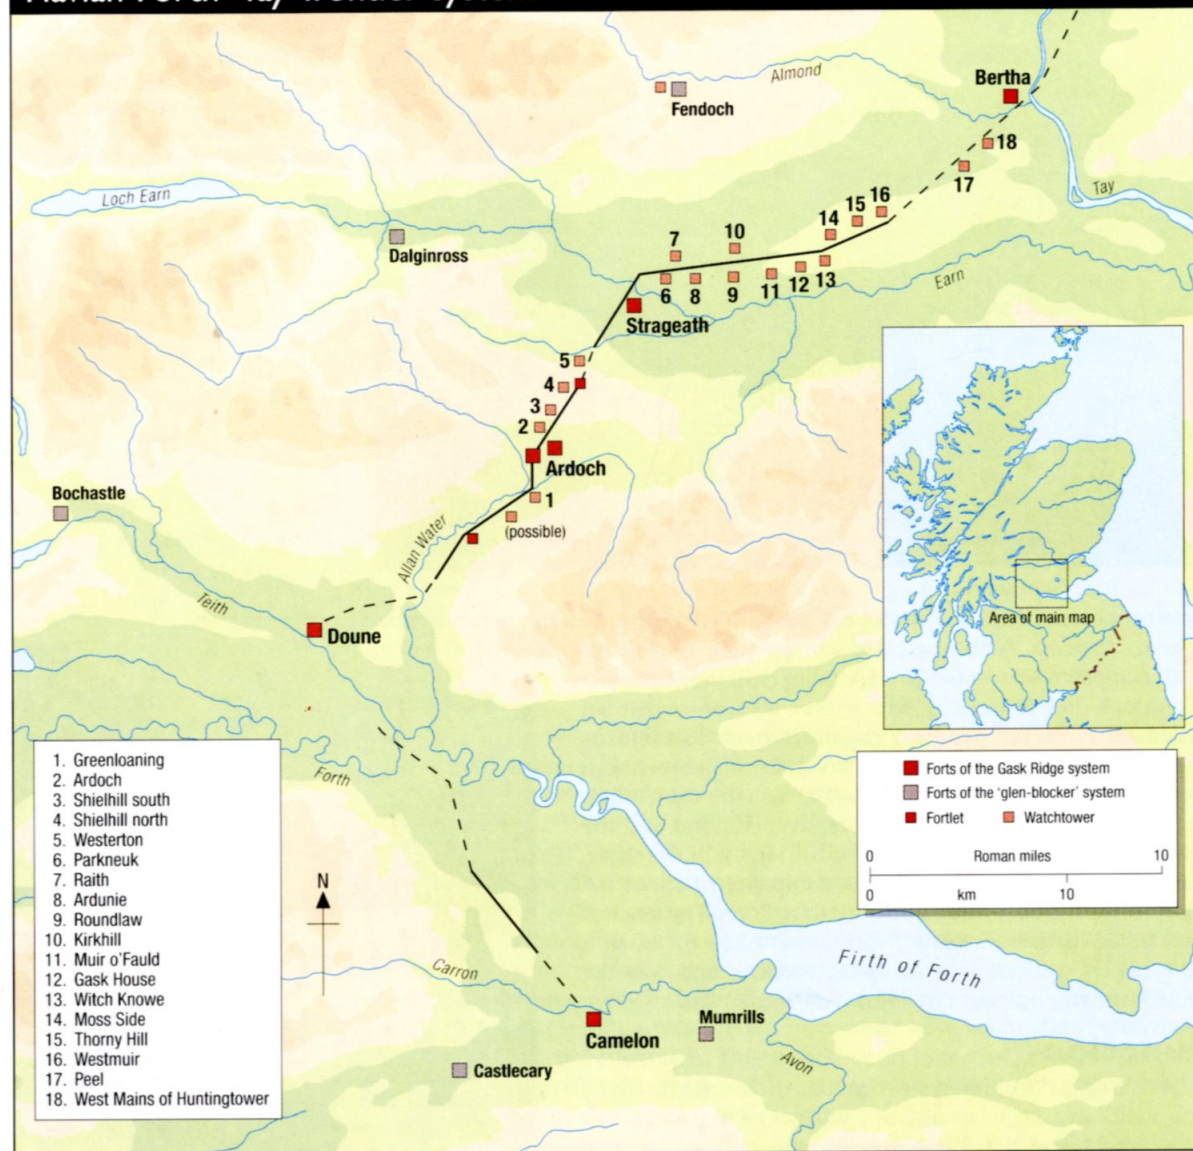 Almond
Bertha
Fendoch
18
17
Tay
Loch Earn
16
15
14
10
7
Dalginross
6
8
9
11
12
13
Earn
Strageath
5
4
3
2
Ardoch
Bochastle
1
(possible)
Allan Water
Teith
Doune
Area of main map
1. Greenloaning
2. Ardoch
3. Shielhill south
4. Shielhill north
5. Westerton
6. Parkneuk
7. Raith
8. Ardunie
9. Roundlaw
10. Kirkhill
11. Muir o'Fauld
12. Gask House
13. Witch Knowe
14. Moss Side
15. Thorny Hill
16. Westmuir
17. Peel
18. West Mains of Huntingtower
Forth
N
Forts of the Gask Ridge system
Forts of the 'glen-blocker' system
Fortlet
Watchtower
0 Roman miles 10
0 km 10
Carron
Firth of Forth
Camelon
Mumrills
Castlecary
Avon